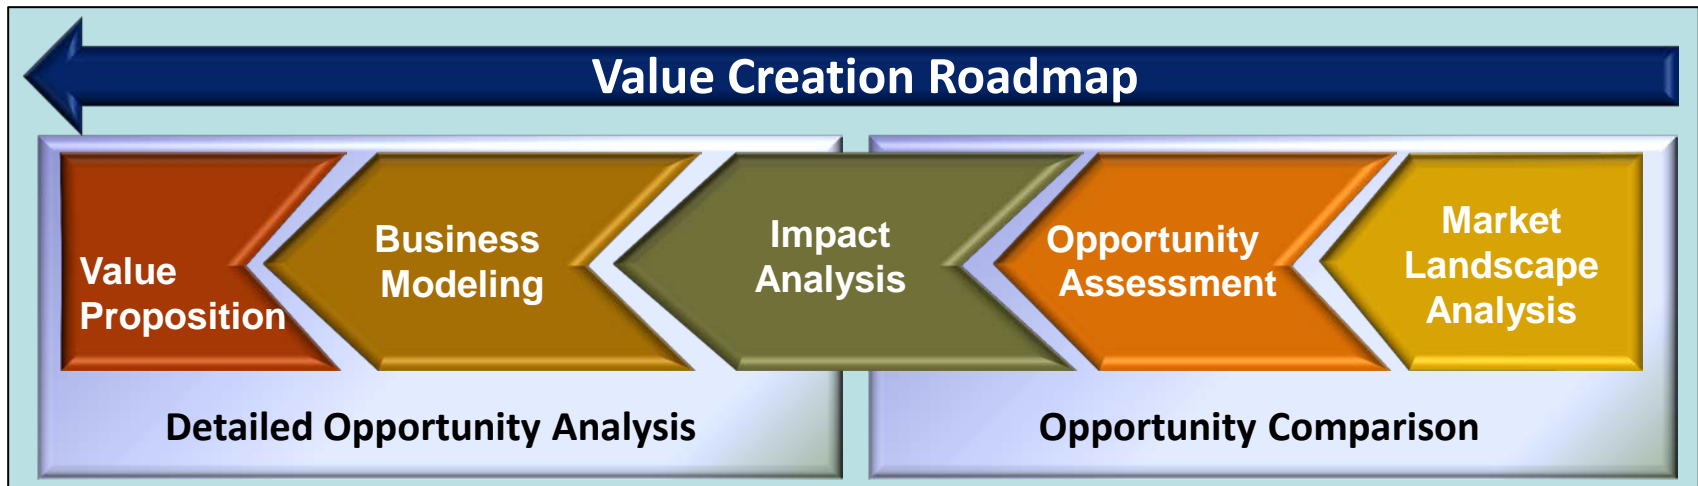 Value Creation Roadmap
Value
Proposition
Business
Modeling
Impact
Analysis
Opportunity
Assessment
Market
Landscape
Analysis
Detailed Opportunity Analysis
Opportunity Comparison